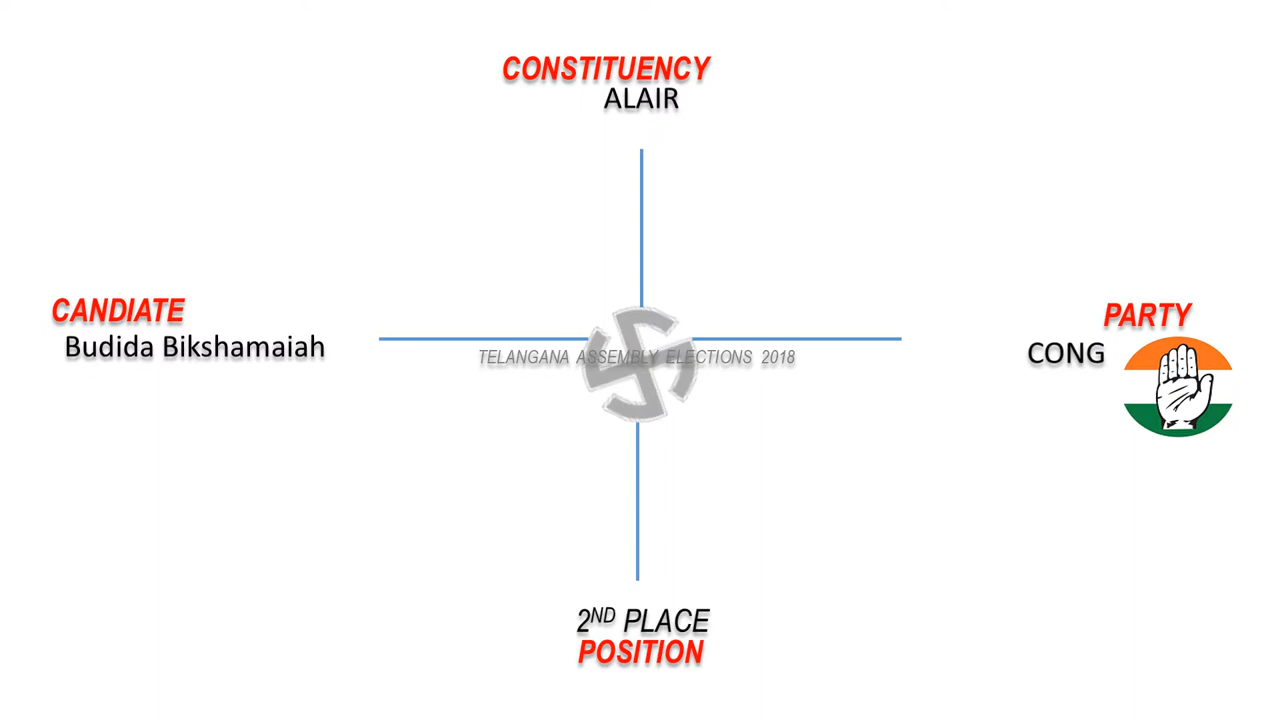 CONSTITUENCY
ALAIR
CANDIATE
Budida Bikshamaiah
TELANGANA ASSEMBLY ELECTIONS 2018
PARTY
CONG
2ND PLACE
POSITION